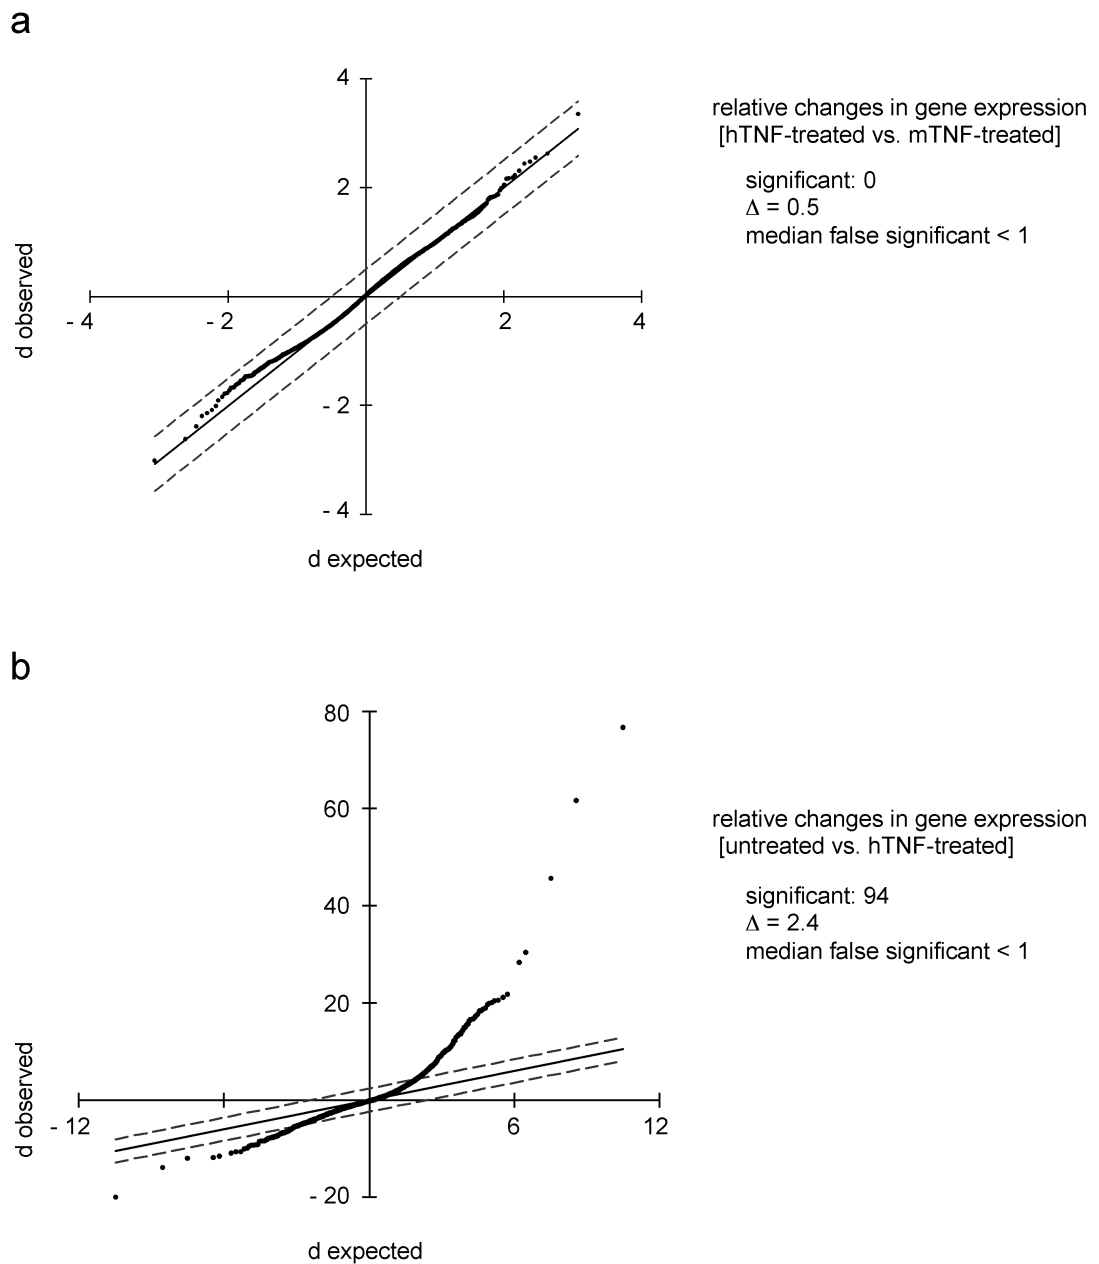 a
4
2
- 4
- 2
2
4
- 2
- 4
d observed
d expected
relative changes in gene expression
[hTNF-treated vs. mTNF-treated]
significant: 0
Δ = 0.5
median false significant < 1
b
80
60
40
20
- 12
6
12
- 20
d observed
d expected
relative changes in gene expression
[untreated vs. hTNF-treated]
significant: 94
Δ = 2.4
median false significant < 1